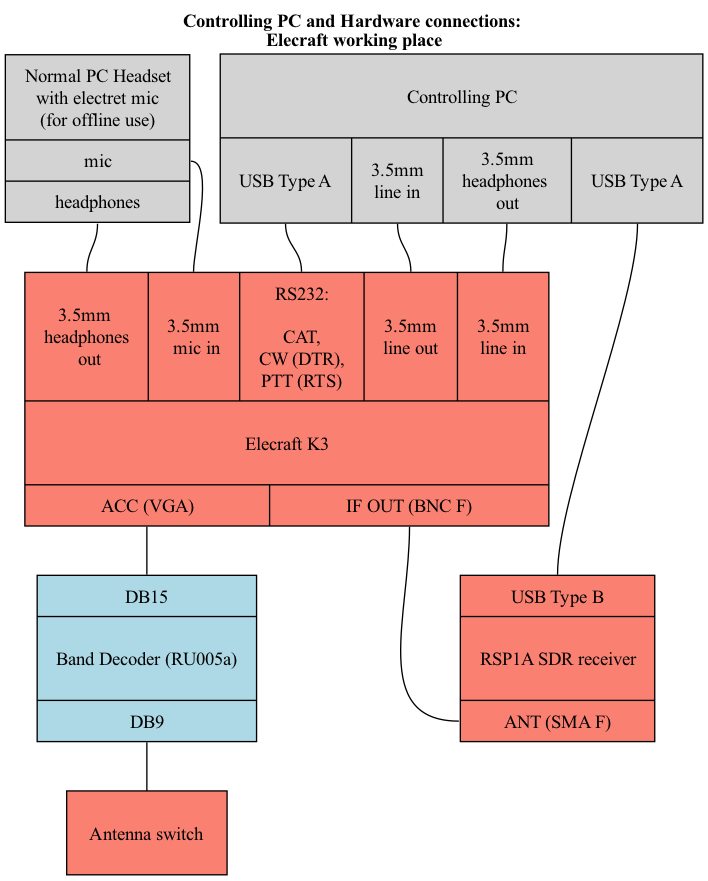 Controlling PC and Hardware connections:
Elecraft working place
Normal PC Headset
with electret mic
(for offline use)
mic
headphones
Controlling PC
USB Type A
3.5mm
line in
3.5mm
headphones
out
USB Type A
3.5mm
headphones
out
3.5mm
mic in
RS232:
CAT,
CW (DTR),
PTT (RTS)
3.5mm
line out
3.5mm
line in
Elecraft K3
ACC (VGA)
IF OUT (BNC F)
DB15
Band Decoder (RU005a)
DB9
USB Type B
RSP1A SDR receiver
ANT (SMA F)
Antenna switch